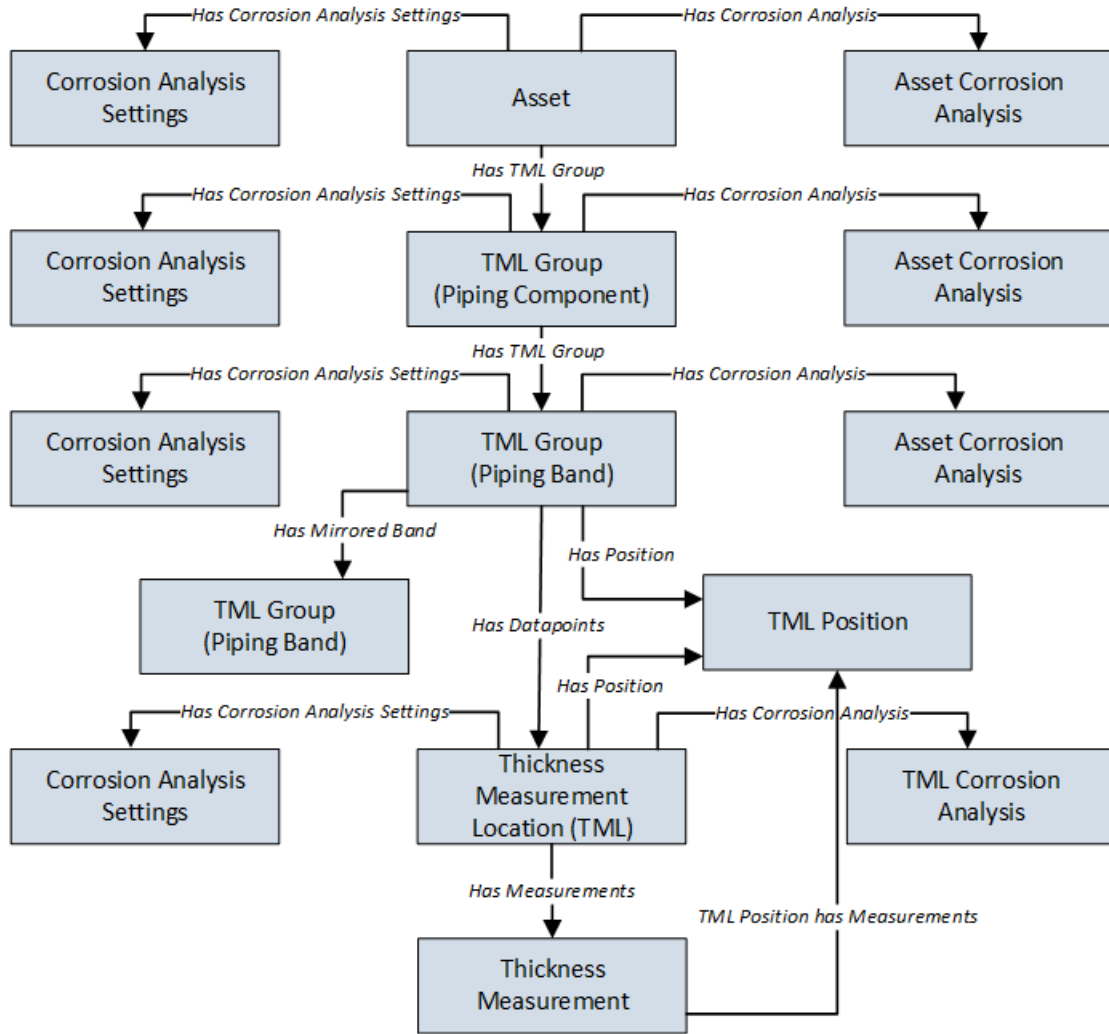 Has Corrosion Analysis Settings
Has Corrosion Analysis
Corrosion Analysis
Settings
Asset
Asset Corrosion
Analysis
Has TML Group
Has Corrosion Analysis Settings
Has Corrosion Analysis
Corrosion Analysis
Settings
TML Group
(Piping Component)
Asset Corrosion
Analysis
Has TML Group
Has Corrosion Analysis Settings
Has Corrosion Analysis
Corrosion Analysis
Settings
TML Group
(Piping Band)
Asset Corrosion
Analysis
Has Mirrored Band
Has Position
TML Group
(Piping Band)
Has Datapoints
TML Position
Has Position
Has Corrosion Analysis Settings
Has Corrosion Analysis
Corrosion Analysis
Settings
Thickness
Measurement
Location (TML)
TML Corrosion
Analysis
Has Measurements
TML Position has Measurements
Thickness
Measurement